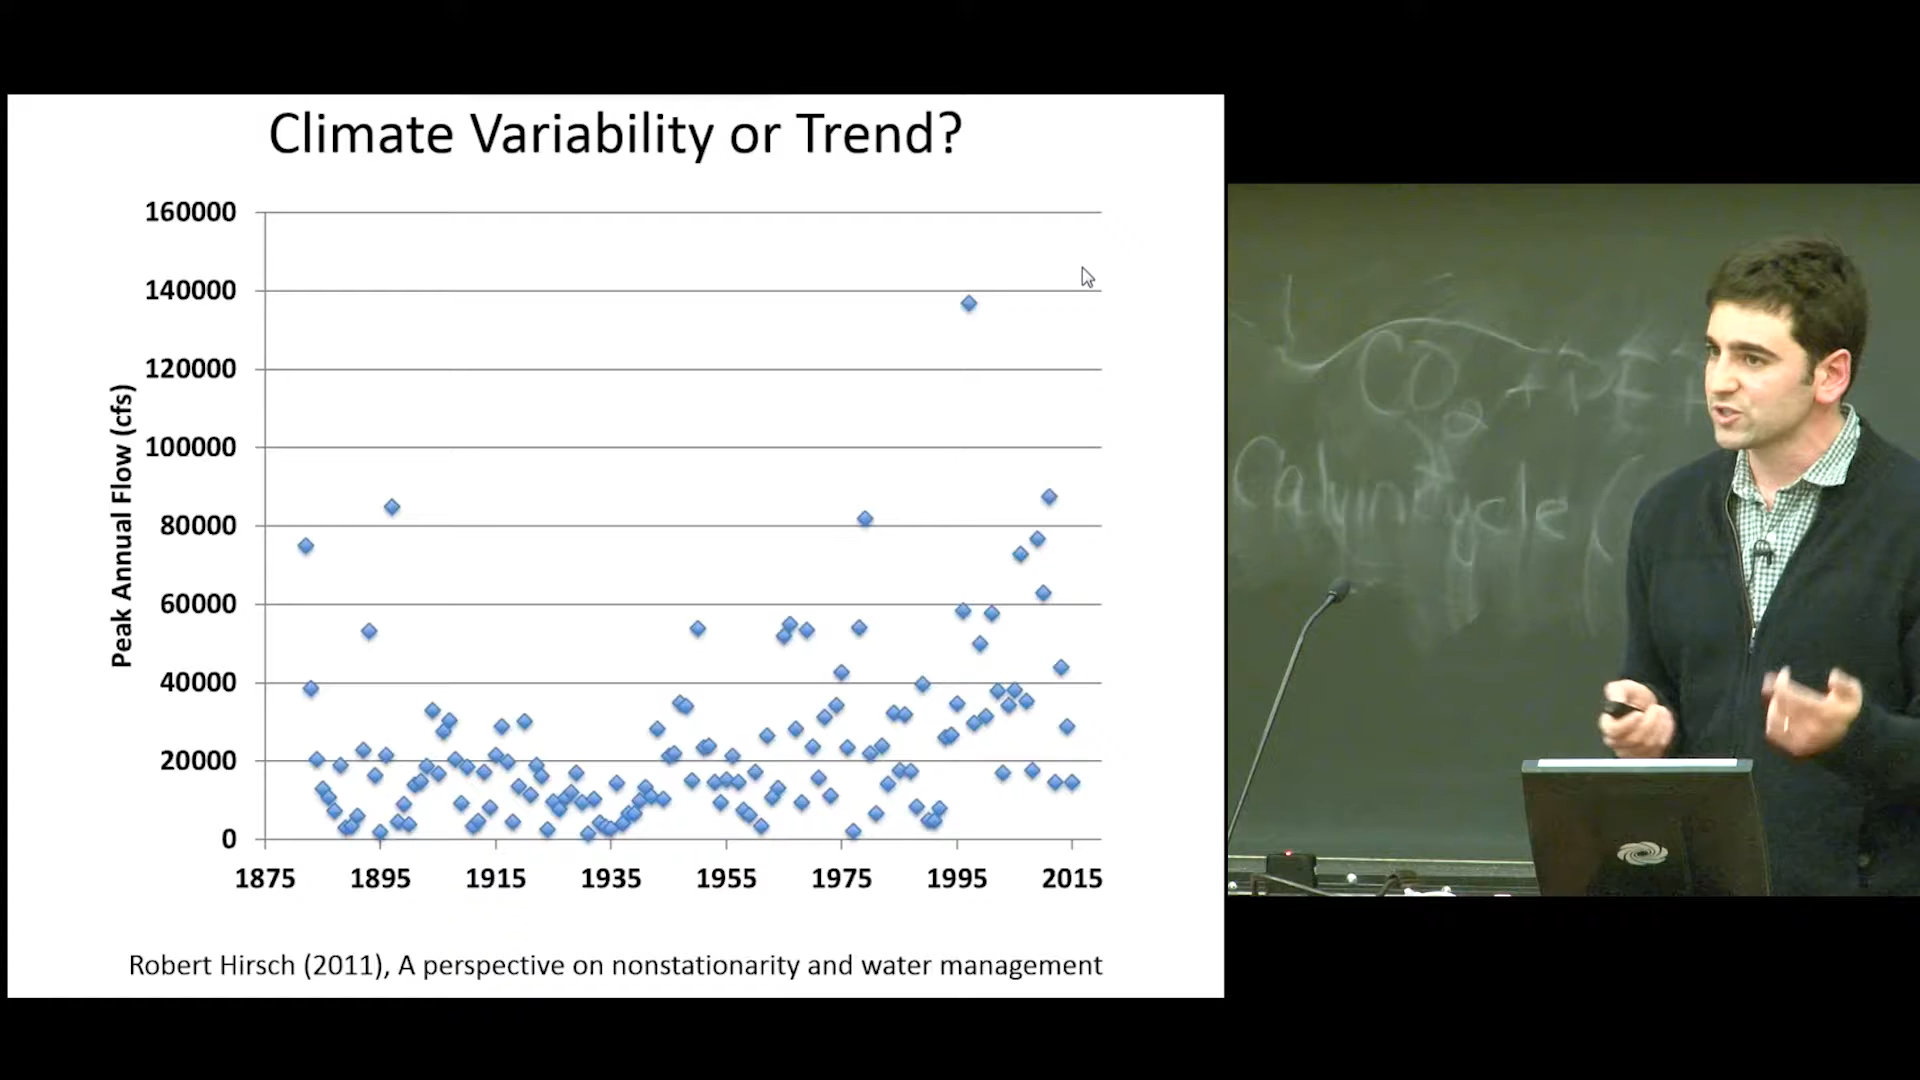 Climate Variability or Trend?
160000
140000
120000
100000
80000
60000
40000
20000
0
Peak Annual Flow (cfs)
1875 1895 1915 1935 1955 1975 1995 2015
Robert Hirsch (2011), A perspective on nonstationarity and water management
CO2
Calvin cycle (